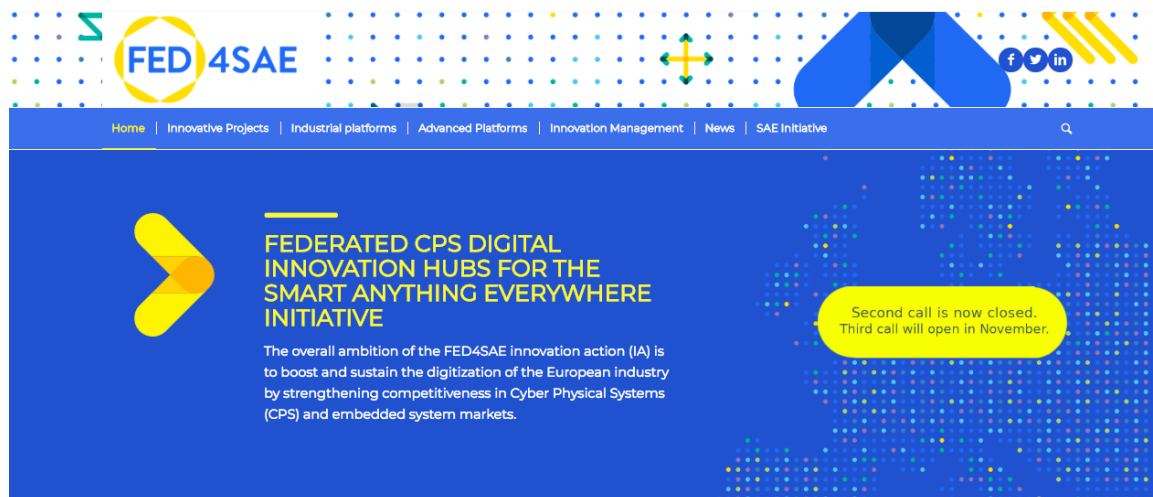 FED4SAE
Home
Innovative Projects
Industrial platforms
Advanced Platforms
Innovation Management
News
SAE Initiative
FEDERATED CPS DIGITAL
INNOVATION HUBS FOR THE
SMART ANYTHING EVERYWHERE
INITIATIVE
The overall ambition of the FED4SAE innovation action (IA) is
to boost and sustain the digitization of the European industry
by strengthening competitiveness in Cyber Physical Systems
(CPS) and embedded system markets.
Second call is now closed.
Third call will open in November.